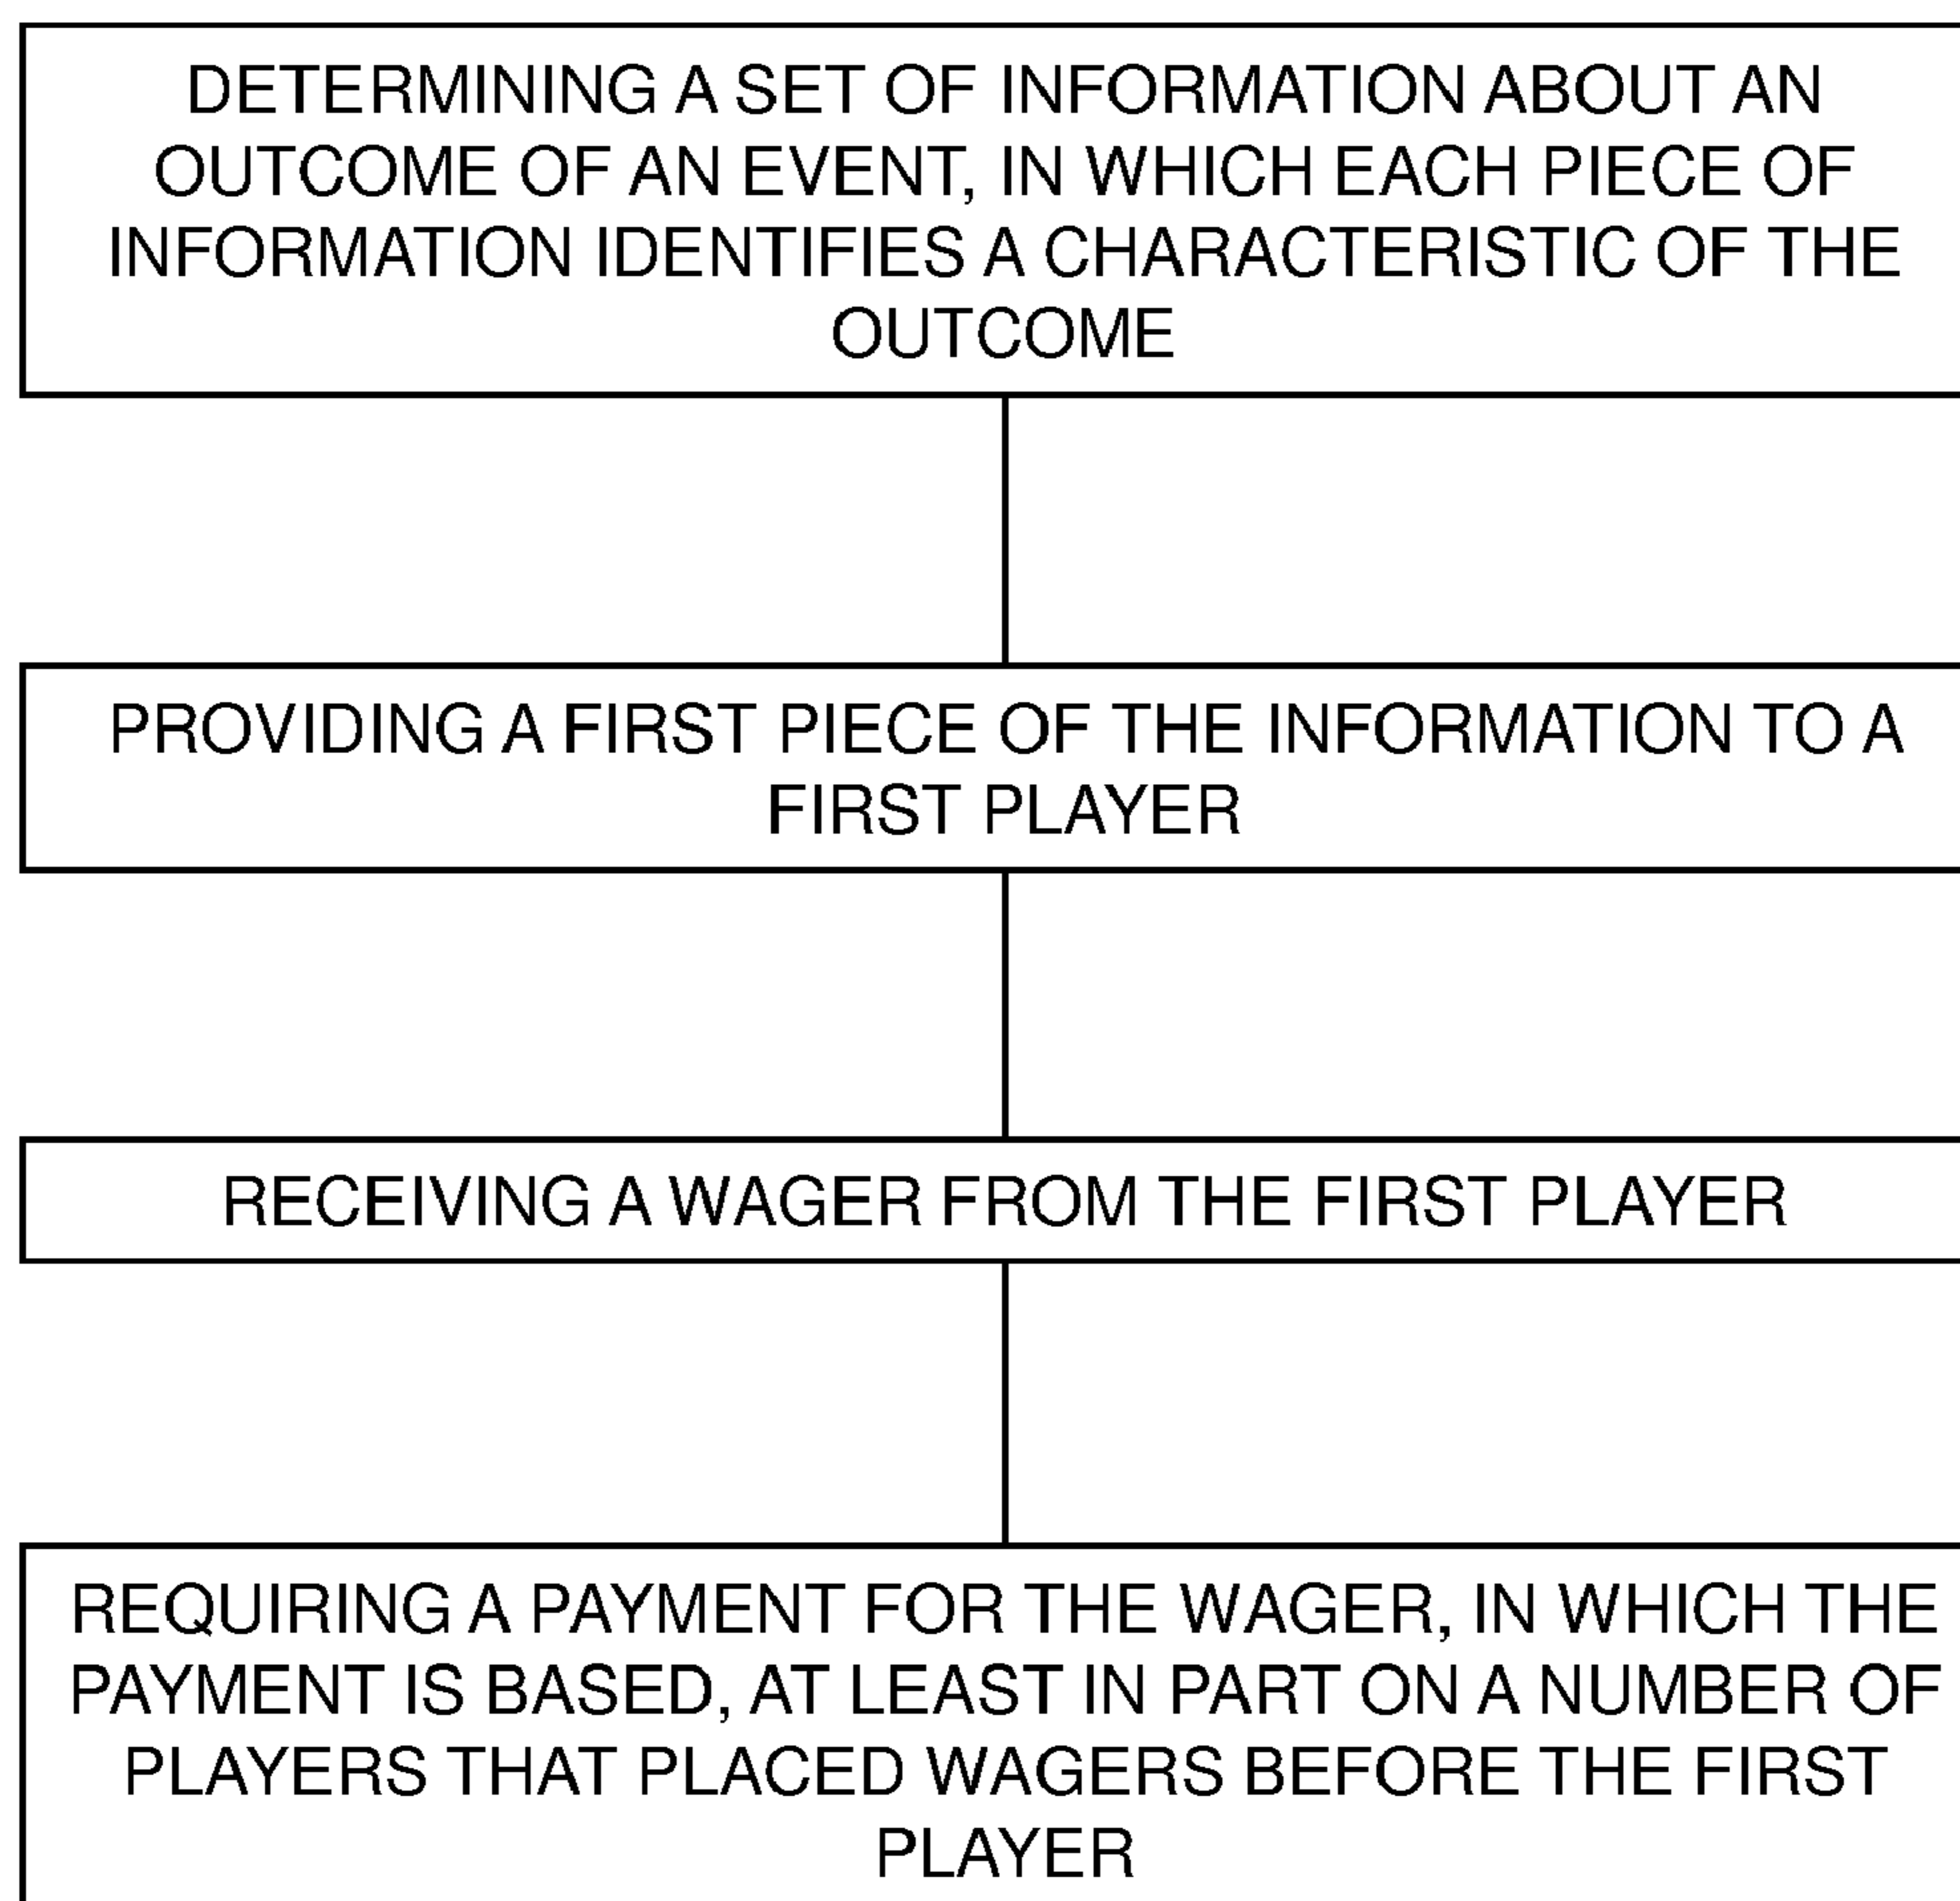 DETERMINING A SET OF INFORMATION ABOUT AN
OUTCOME OF AN EVENT, IN WHICH EACH PIECE OF
INFORMATION IDENTIFIES A CHARACTERISTIC OF THE
OUTCOME
PROVIDING A FIRST PIECE OF THE INFORMATION TO A
FIRST PLAYER
RECEIVING A WAGER FROM THE FIRST PLAYER
REQUIRING A PAYMENT FOR THE WAGER, IN WHICH THE
PAYMENT IS BASED, AT LEAST IN PART ON A NUMBER OF
PLAYERS THAT PLACED WAGERS BEFORE THE FIRST
PLAYER